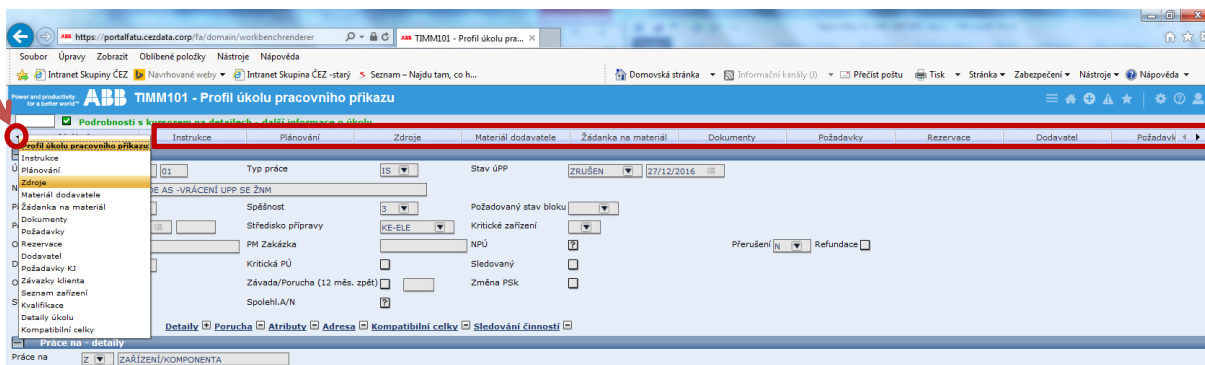 https://portalfatu.cezdata.corp/fa/domain/workbenchrenderer
TIMM101 - Profil úkolu pra...
Soubor Úpravy Zobrazit Oblíbené položky Nástroje Nápověda
Intranet Skupiny ČEZ Navrhované weby Intranet Skupina ČEZ -starý Seznam – Najdu tam, co h... Domovská stránka Informační kanály (J) Přečíst poštu Tisk Stránka Zabezpečení Nástroje Nápověda
Power and productivity for a better world™ ABB TIMM101 - Profil úkolu pracovního příkazu
Podrobnosti s kursorem na detailech - další informace o úkolu
Instrukce Plánování Zdroje Materiál dodavatele Žádanka na materiál Dokumenty Požadavky Rezervace Dodavatel Požadavk
Profil úkolu pracovního příkazu
Instrukce
Plánování
Zdroje
Materiál dodavatele
Žádanka na materiál
Dokumenty
Požadavky
Rezervace
Dodavatel
Požadavky KJ
Závazky klienta
Seznam zařízení
Kvalifikace
Detaily úkolu
Kompatibilní celky
01 Typ práce IS Stav úPP ZRUŠEN 27/12/2016
DE AS -VRÁCENÍ UPP SE ŽNM
Spěšnost 3 Požadovaný stav bloku
Středisko přípravy KE-ELE Kritické zařízení
PM Zakázka NPÚ ? Přerušení N Refundace
Kritická PÚ Sledovaný
Závada/Porucha (12 měs. zpět) Změna PSk
Spolehl.A/N ?
Detaily Porucha Atributy Adresa Kompatibilní celky Sledování činností
Práce na - detaily
Práce na Z ZAŘÍZENÍ/KOMPONENTA